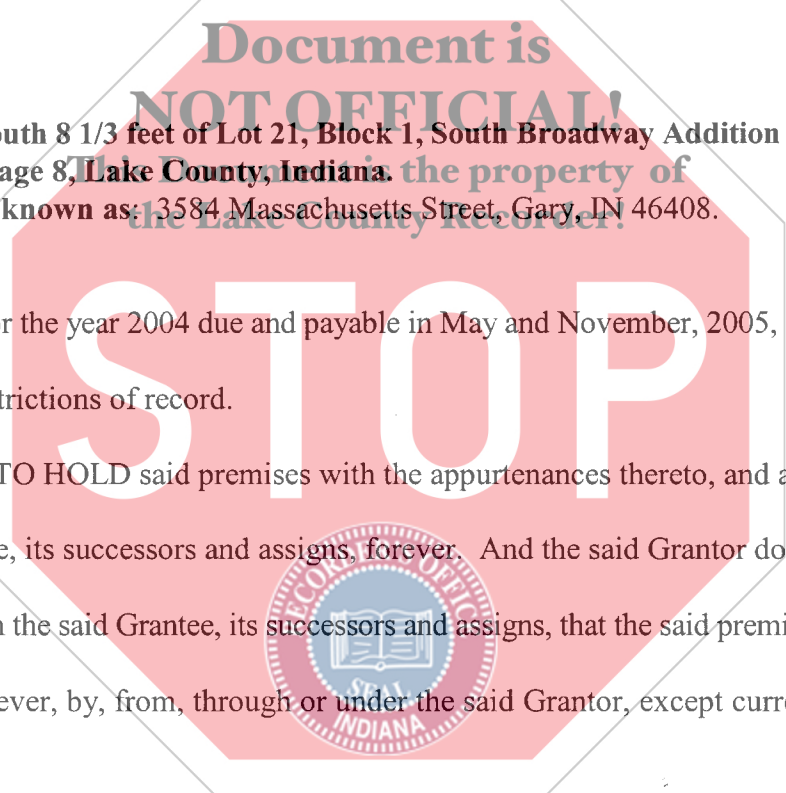 Document is
NOT OFFICIAL!
outh 8 1/3 feet of Lot 21, Block 1, South Broadway Addition
This Document is the property of
age 8, Lake County, Indiana.
the Lake County Recorder!
known as: 3584 Massachusetts Street, Gary, IN 46408.
STOP
or the year 2004 due and payable in May and November, 2005,
trictions of record.
TO HOLD said premises with the appurtenances thereto, and a
e, its successors and assigns, forever. And the said Grantor do
n the said Grantee, its successors and assigns, that the said premi
ever, by, from, through or under the said Grantor, except curre
RECORDER'S OFFICE
SEAL
INDIANA